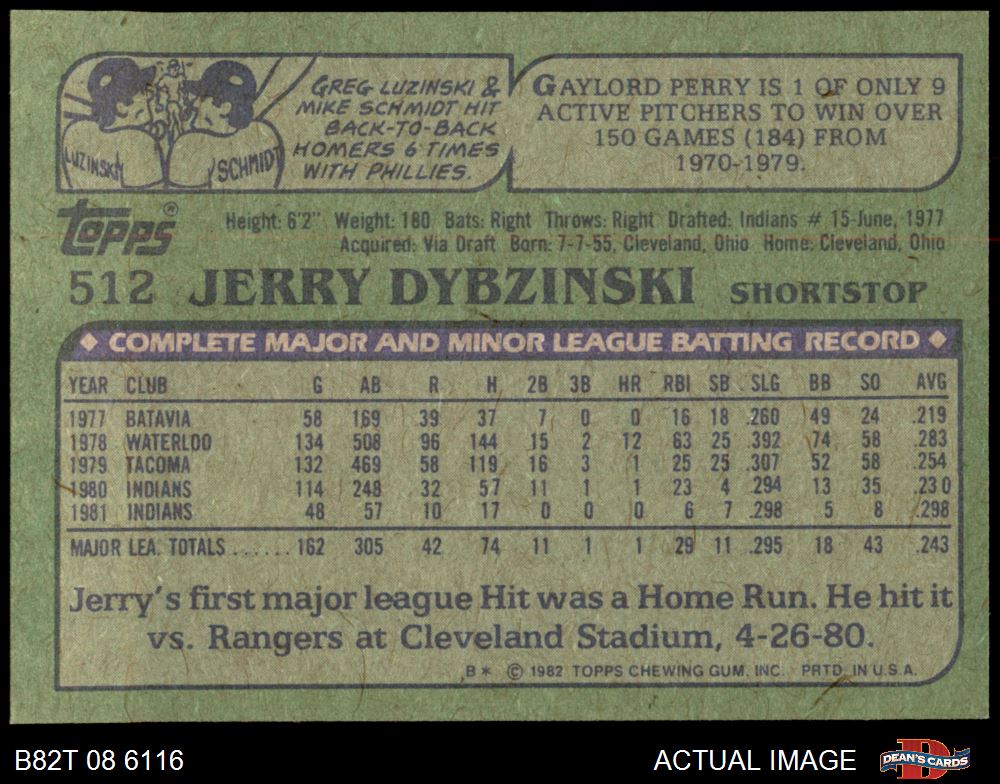 GREG LUZINSKI &
MIKE SCHMIDT HIT
BACK-TO-BACK
HOMERS 6 TIMES
WITH PHILLIES.
LUZINSKI
SCHMIDT
GAYLORD PERRY IS 1 OF ONLY 9
ACTIVE PITCHERS TO WIN OVER
150 GAMES (184) FROM
1970-1979.
Topps®
Height: 6'2" Weight: 180 Bats: Right Throws: Right Drafted: Indians # 15-June, 1977
Acquired: Via Draft Born: 7-7-55, Cleveland, Ohio Home: Cleveland, Ohio
512 JERRY DYBZINSKI SHORTSTOP
◆ COMPLETE MAJOR AND MINOR LEAGUE BATTING RECORD ◆
YEAR CLUB G AB R H 2B 3B HR RBI SB SLG BB SO AVG
1977 BATAVIA 58 169 39 37 7 0 0 16 18 .260 49 24 .219
1978 WATERLOO 134 508 96 144 15 2 12 63 25 .392 74 58 .283
1979 TACOMA 132 469 58 119 16 3 1 25 25 .307 52 58 .254
1980 INDIANS 114 248 32 57 11 1 1 23 4 .294 13 35 .230
1981 INDIANS 48 57 10 17 0 0 0 6 7 .298 5 8 .298
MAJOR LEA. TOTALS...... 162 305 42 74 11 1 1 29 11 .295 18 43 .243
Jerry's first major league Hit was a Home Run. He hit it
vs. Rangers at Cleveland Stadium, 4-26-80.
B* © 1982 TOPPS CHEWING GUM, INC. PRTD. IN U.S.A.
B82T 08 6116 ACTUAL IMAGE D DEAN'S CARDS